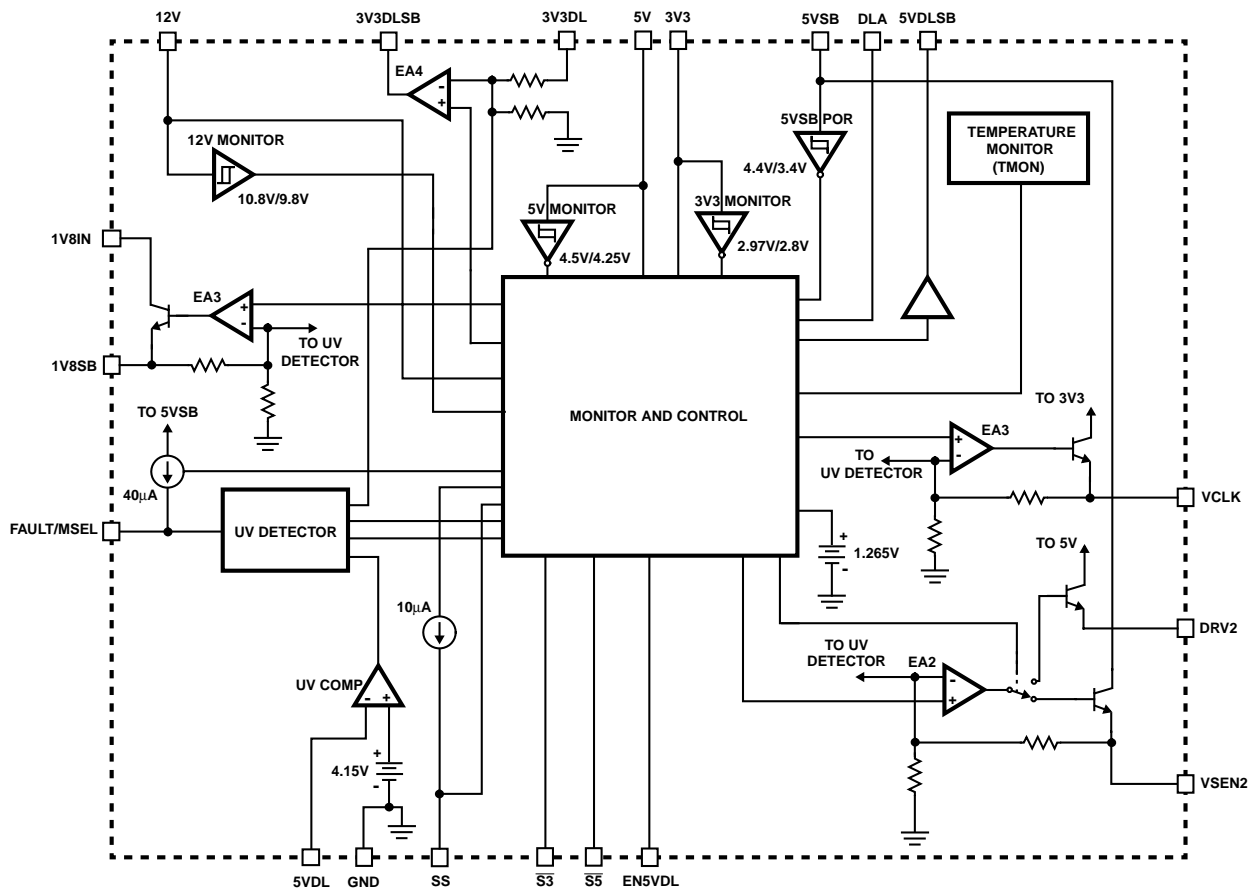 12V
3V3DLSB
3V3DL
5V
3V3
5VSB
DLA
5VDLSB
EA4
-
+
12V MONITOR
10.8V/9.8V
5VSB POR
4.4V/3.4V
TEMPERATURE
MONITOR
(TMON)
5V MONITOR
4.5V/4.25V
3V3 MONITOR
2.97V/2.8V
1V8IN
EA3
+
-
TO UV
DETECTOR
1V8SB
TO 5VSB
40µA
MONITOR AND CONTROL
TO 3V3
EA3
+
-
TO
UV DETECTOR
VCLK
FAULT/MSEL
UV DETECTOR
+
1.265V
-
TO 5V
10µA
DRV2
TO UV
DETECTOR
EA2
-
+
UV COMP
-
+
+
4.15V
-
VSEN2
5VDL
GND
SS
S3
S5
EN5VDL